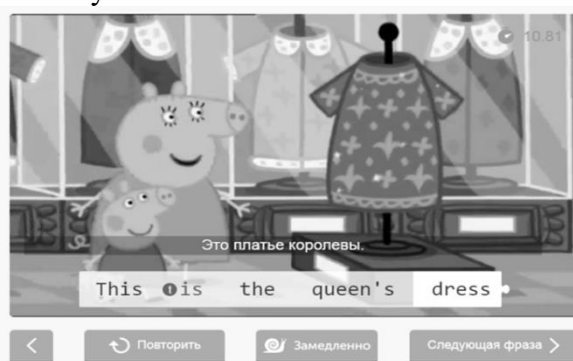 10.81
Это платье королевы.
This is the queen's dress
Повторить
Замедленно
Следующая фраза